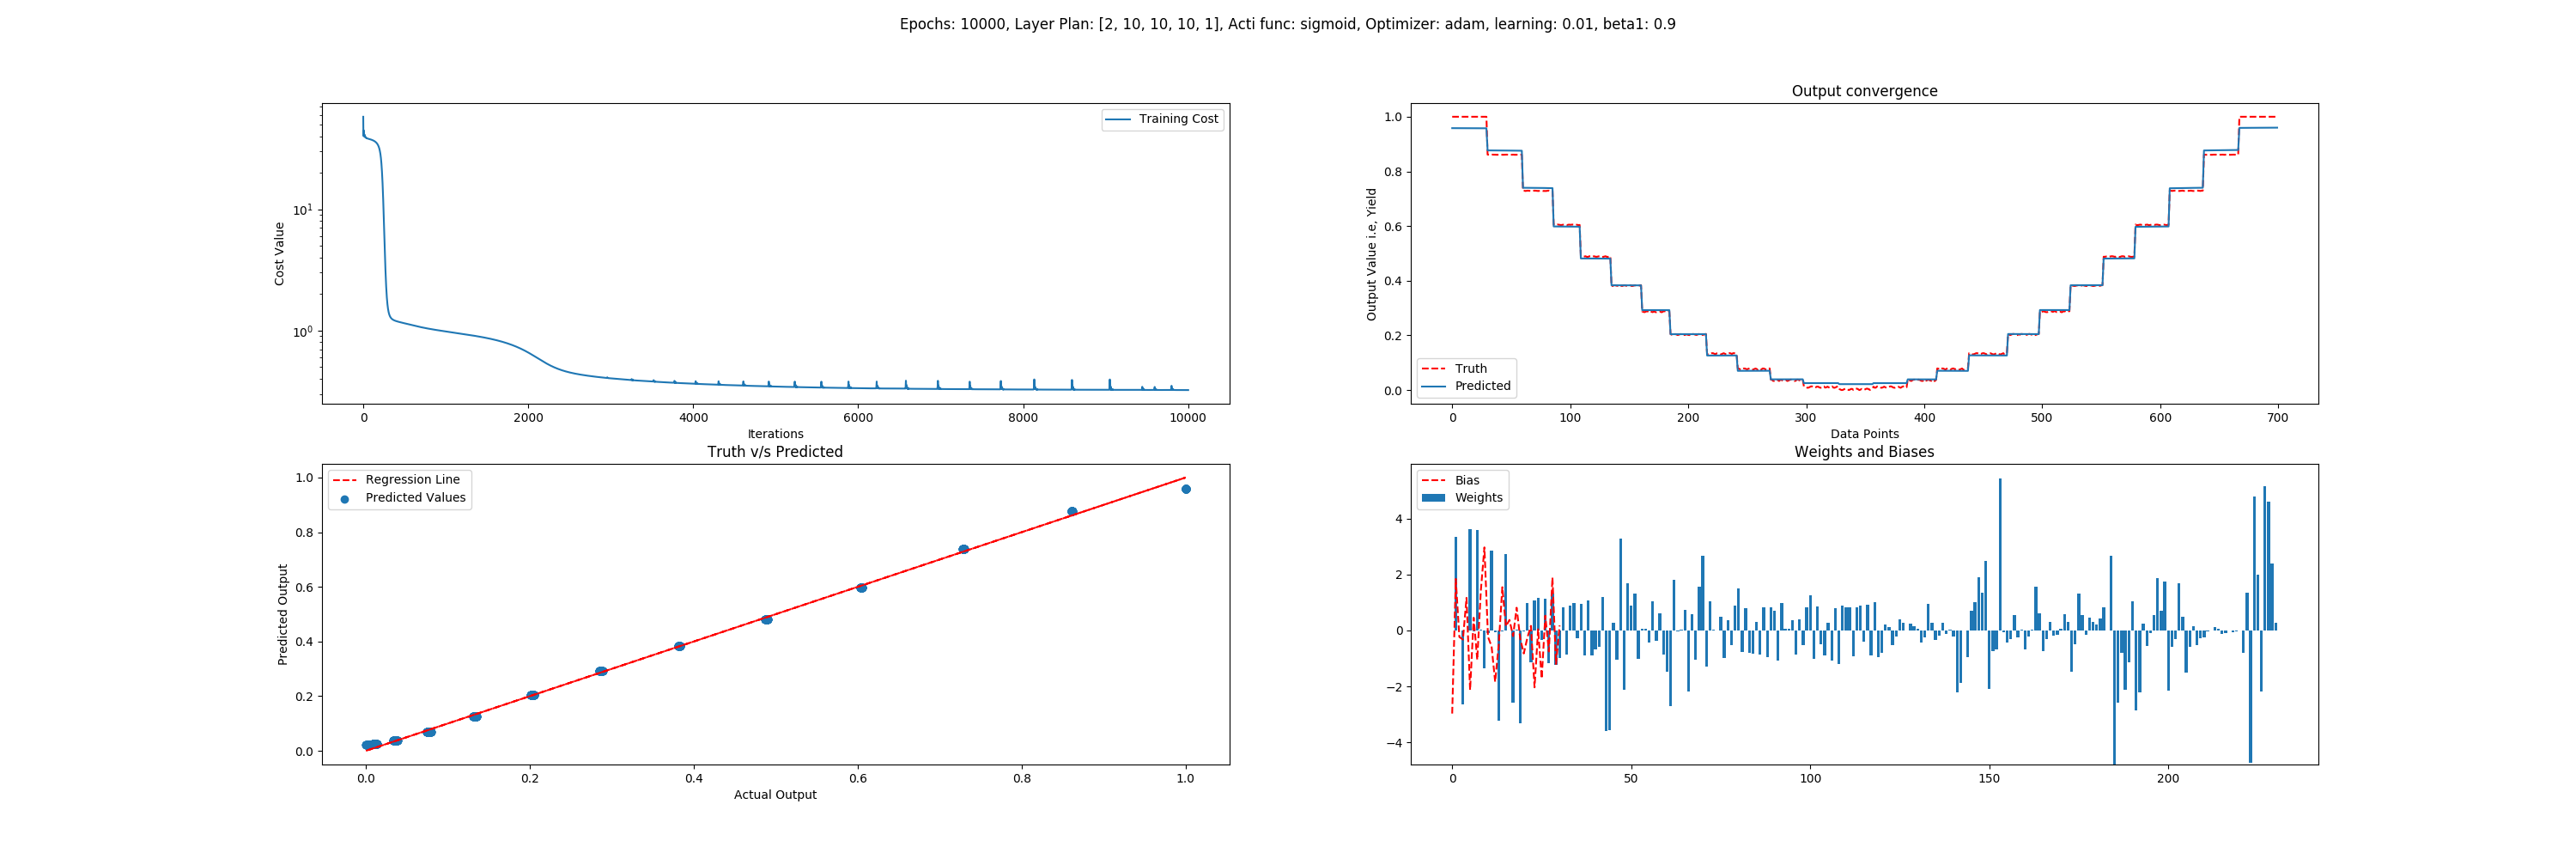 Epochs: 10000, Layer Plan: [2, 10, 10, 10, 1], Acti func: sigmoid, Optimizer: adam, learning: 0.01, beta1: 0.9
Training Cost
10¹
10⁰
Cost Value
0 2000 4000 6000 8000 10000
Iterations
Output convergence
1.0
0.8
0.6
0.4
0.2
0.0
Output Value i.e, Yield
Truth
Predicted
0 100 200 300 400 500 600 700
Data Points
Truth v/s Predicted
Regression Line
Predicted Values
1.0
0.8
0.6
0.4
0.2
0.0
Predicted Output
0.0 0.2 0.4 0.6 0.8 1.0
Actual Output
Weights and Biases
Bias
Weights
4
2
0
−2
−4
0 50 100 150 200